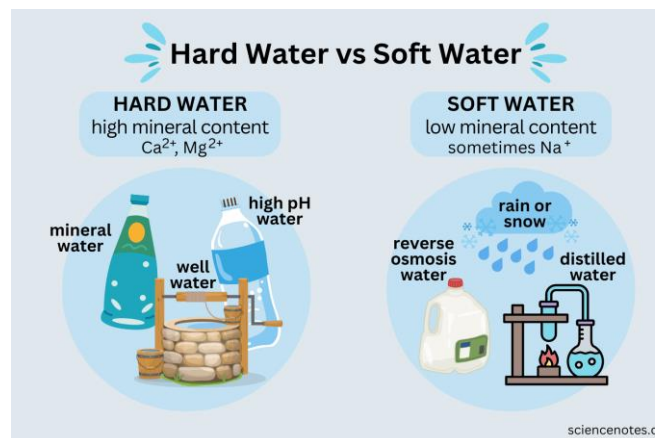 Hard Water vs Soft Water
HARD WATER
high mineral content
Ca²⁺, Mg²⁺
mineral
water
high pH
water
well
water
SOFT WATER
low mineral content
sometimes Na⁺
rain or
snow
reverse
osmosis
water
distilled
water
sciencenotes.o